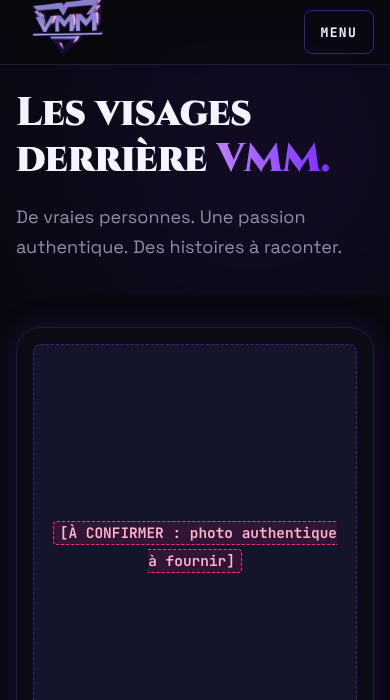 VMM
MENU
Les visages
derrière VMM.
De vraies personnes. Une passion
authentique. Des histoires à raconter.
[À CONFIRMER : photo authentique
à fournir]